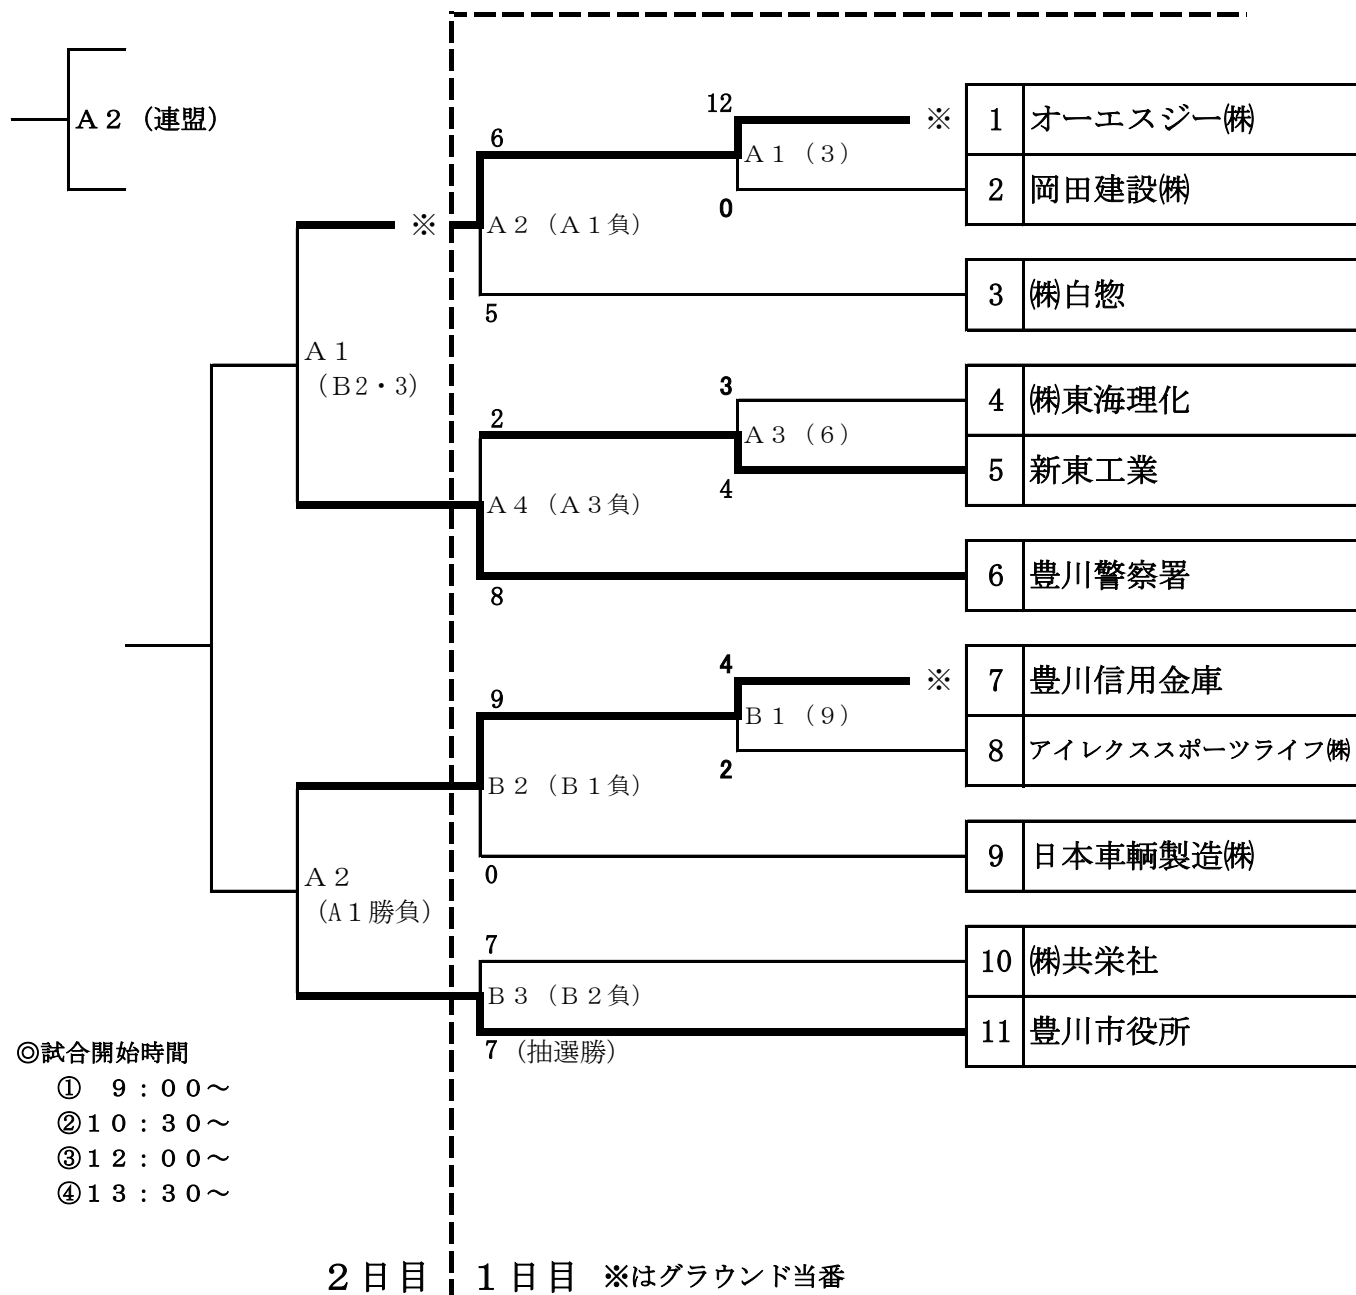 A2（連盟）
12
※ 1 オーエスジー㈱
6
A1（3）
2 岡田建設㈱
0
※
A2（A1負）
3 ㈱白惣
5
A1
（B2・3）
3
4 ㈱東海理化
2
A3（6）
5 新東工業
4
A4（A3負）
6 豊川警察署
8
4
※ 7 豊川信用金庫
9
B1（9）
8 アイレクススポーツライフ㈱
2
B2（B1負）
9 日本車輌製造㈱
0
A2
（A1勝負）
7
10 ㈱共栄社
B3（B2負）
11 豊川市役所
7（抽選勝）
◎試合開始時間
① 9：00～
②10：30～
③12：00～
④13：30～
2日目 1日目 ※はグラウンド当番